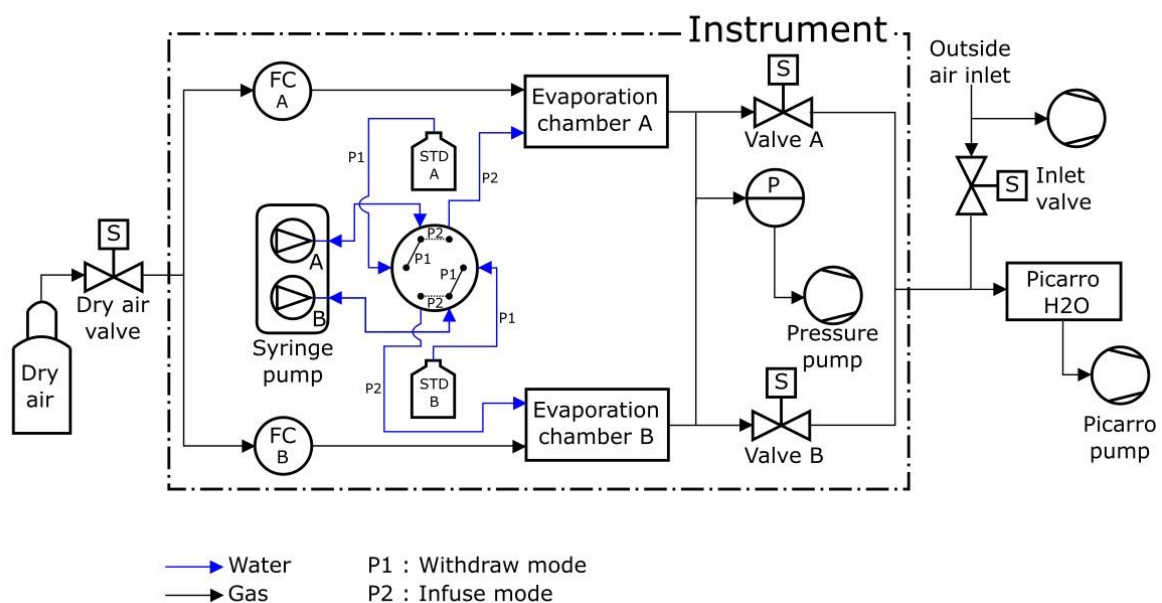 Instrument
Outside
air inlet
S
FC
A
Evaporation
chamber A
Valve A
P1
STD
A
P2
S
Inlet
valve
P
S
Dry air
valve
A
B
Syringe
pump
P2
P1
P1
P2
P1
Pressure
pump
Picarro
H2O
Dry
air
P2
STD
B
S
Evaporation
chamber B
Valve B
FC
B
Picarro
pump
Water
P1 : Withdraw mode
Gas
P2 : Infuse mode